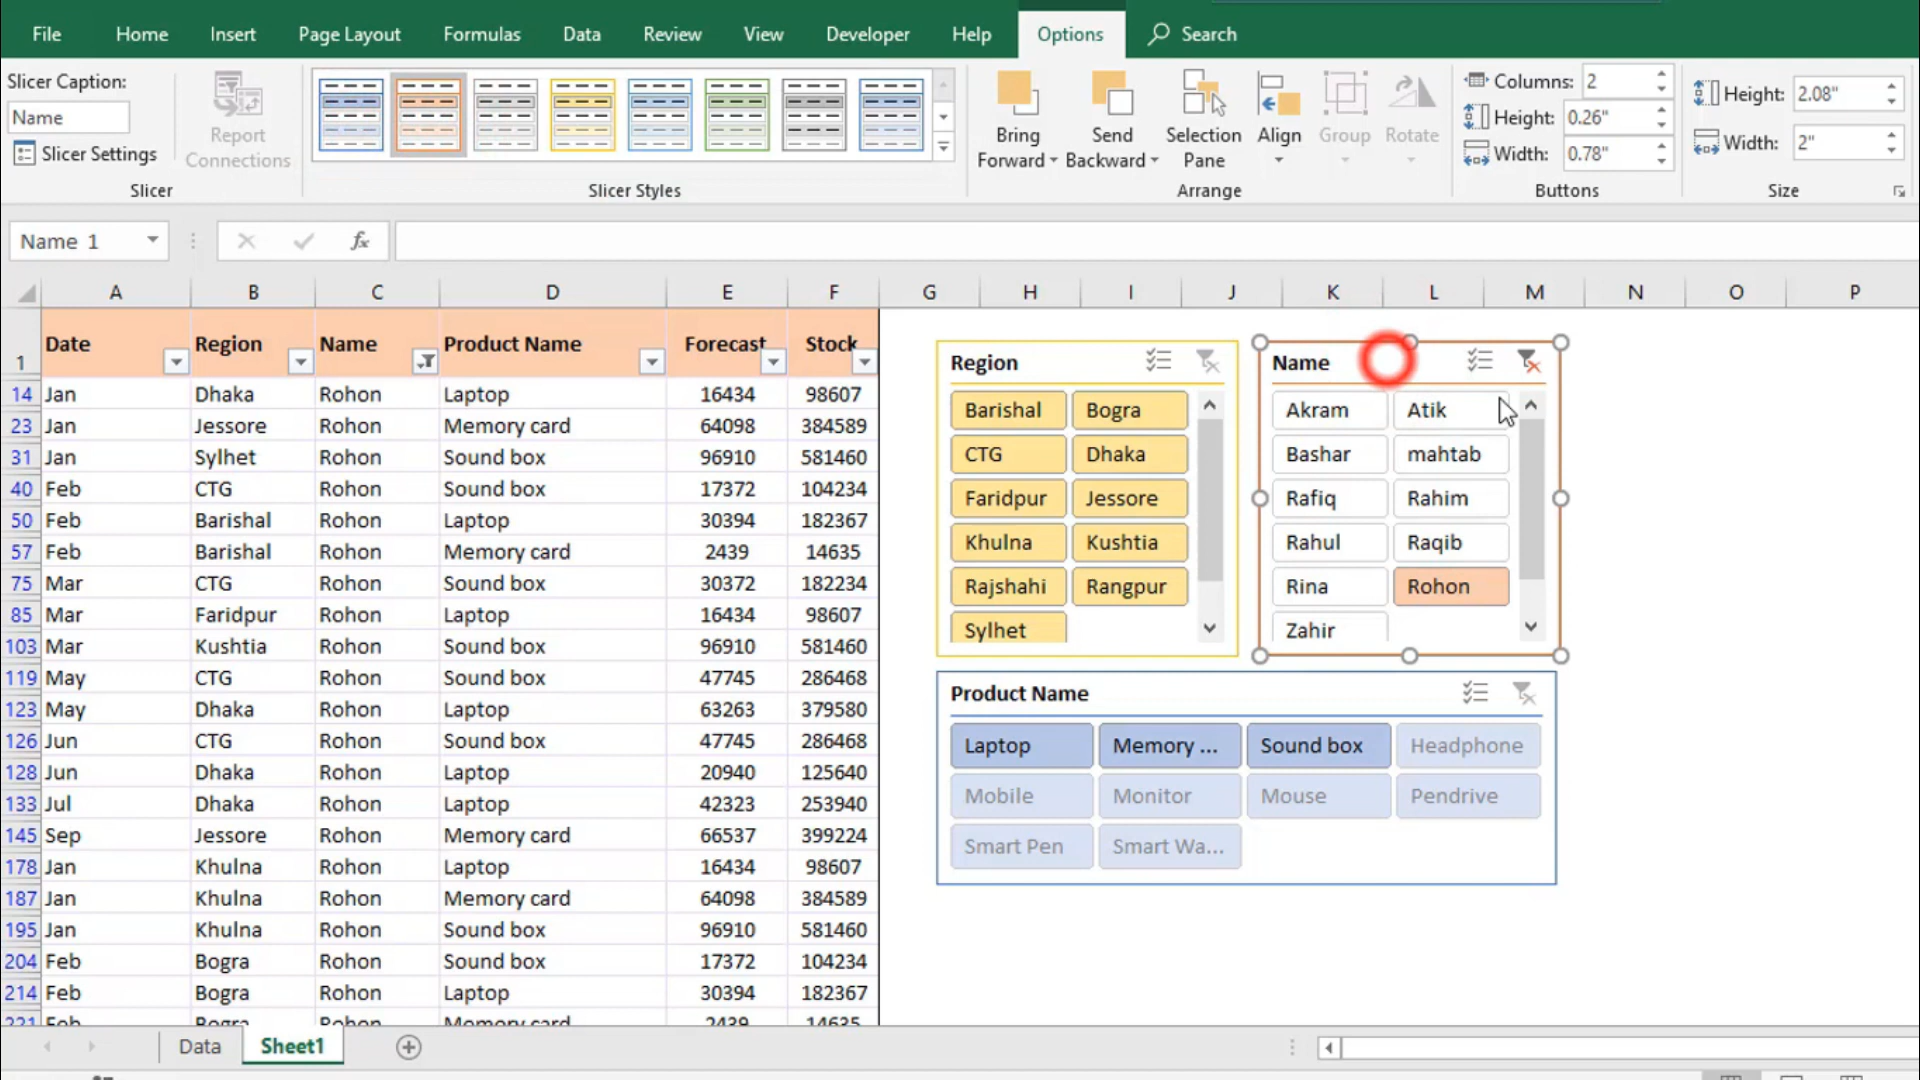 File Home Insert Page Layout Formulas Data Review View Developer Help Options Search
Slicer Caption:
Name
Slicer Settings
Report
Connections
Slicer
Slicer Styles
Bring
Forward
Send
Backward
Selection
Pane
Align
Group
Rotate
Arrange
Columns: 2
Height: 0.26"
Width: 0.78"
Buttons
Height: 2.08"
Width: 2"
Size
Name 1
fx
A B C D E F G H I J K L M N O P
1 Date Region Name Product Name Forecast Stock
14 Jan Dhaka Rohon Laptop 16434 98607
23 Jan Jessore Rohon Memory card 64098 384589
31 Jan Sylhet Rohon Sound box 96910 581460
40 Feb CTG Rohon Sound box 17372 104234
50 Feb Barishal Rohon Laptop 30394 182367
57 Feb Barishal Rohon Memory card 2439 14635
75 Mar CTG Rohon Sound box 30372 182234
85 Mar Faridpur Rohon Laptop 16434 98607
103 Mar Kushtia Rohon Sound box 96910 581460
119 May CTG Rohon Sound box 47745 286468
123 May Dhaka Rohon Laptop 63263 379580
126 Jun CTG Rohon Sound box 47745 286468
128 Jun Dhaka Rohon Laptop 20940 125640
133 Jul Dhaka Rohon Laptop 42323 253940
145 Sep Jessore Rohon Memory card 66537 399224
178 Jan Khulna Rohon Laptop 16434 98607
187 Jan Khulna Rohon Memory card 64098 384589
195 Jan Khulna Rohon Sound box 96910 581460
204 Feb Bogra Rohon Sound box 17372 104234
214 Feb Bogra Rohon Laptop 30394 182367
221 Feb Bogra Rohon Memory card 2439 14635
Region
Barishal Bogra
CTG Dhaka
Faridpur Jessore
Khulna Kushtia
Rajshahi Rangpur
Sylhet
Name
Akram Atik
Bashar mahtab
Rafiq Rahim
Rahul Raqib
Rina Rohon
Zahir
Product Name
Laptop Memory ... Sound box Headphone
Mobile Monitor Mouse Pendrive
Smart Pen Smart Wa...
Data Sheet1